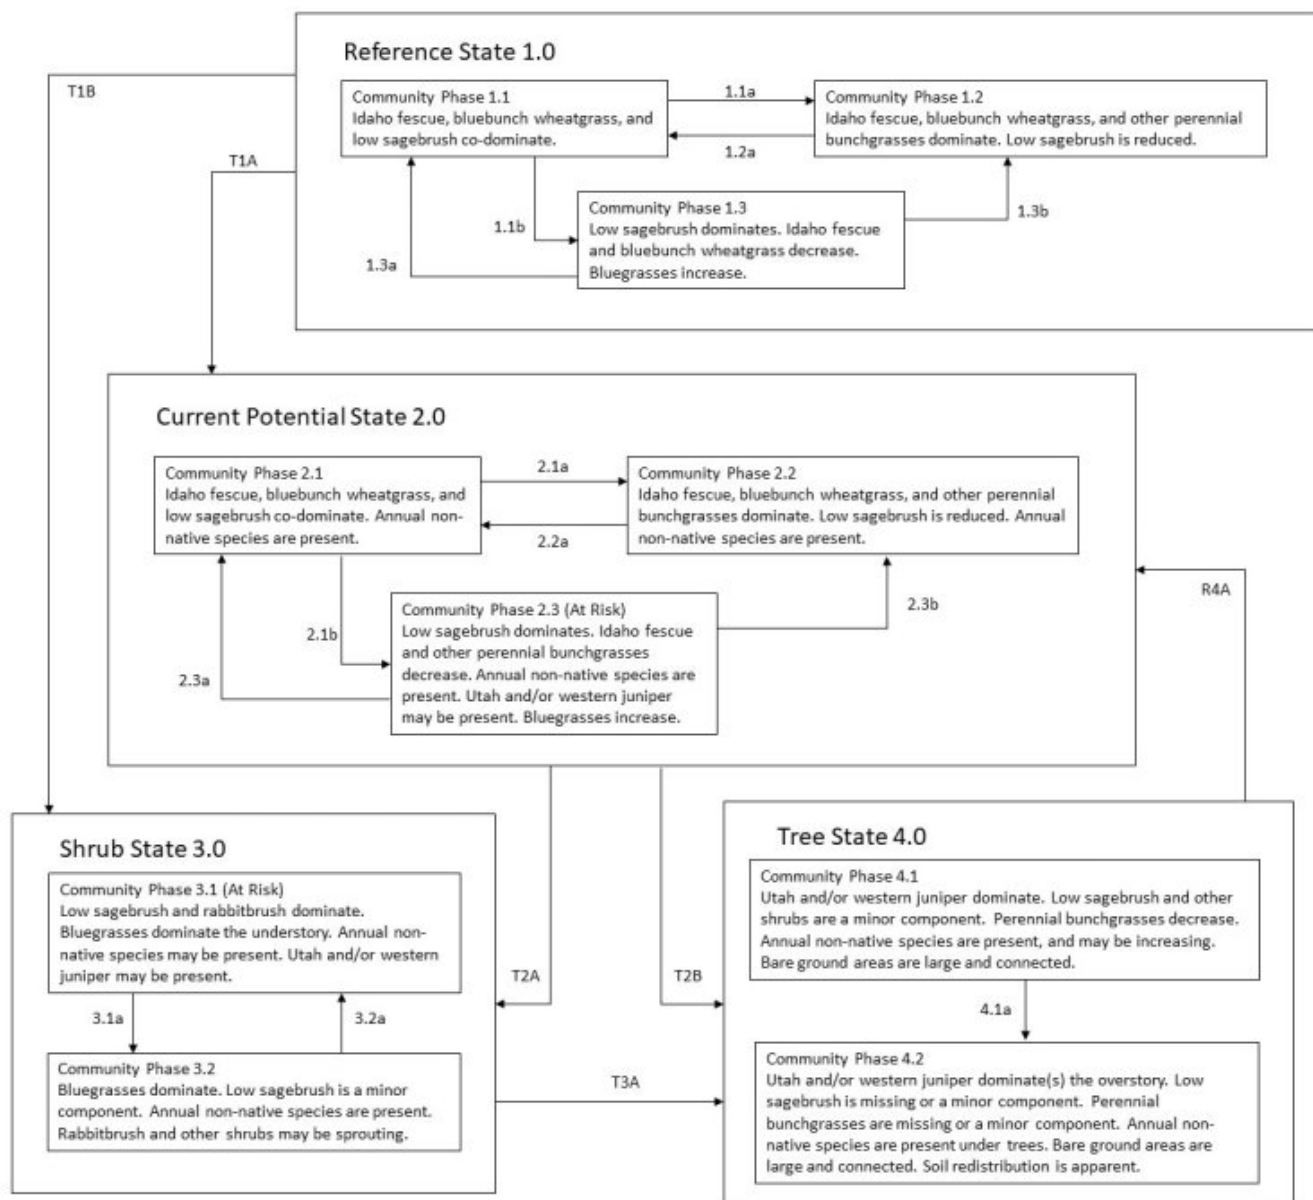 Reference State 1.0
T1B
Community Phase 1.1
Idaho fescue, bluebunch wheatgrass, and
low sagebrush co-dominate.
1.1a
1.2a
Community Phase 1.2
Idaho fescue, bluebunch wheatgrass, and other perennial
bunchgrasses dominate. Low sagebrush is reduced.
T1A
1.1b
1.3a
Community Phase 1.3
Low sagebrush dominates. Idaho fescue
and bluebunch wheatgrass decrease.
Bluegrasses increase.
1.3b
Current Potential State 2.0
Community Phase 2.1
Idaho fescue, bluebunch wheatgrass, and
low sagebrush co-dominate. Annual non-
native species are present.
2.1a
2.2a
Community Phase 2.2
Idaho fescue, bluebunch wheatgrass, and other perennial
bunchgrasses dominate. Low sagebrush is reduced. Annual
non-native species are present.
2.1b
2.3a
Community Phase 2.3 (At Risk)
Low sagebrush dominates. Idaho fescue
and other perennial bunchgrasses
decrease. Annual non-native species are
present. Utah and/or western juniper
may be present. Bluegrasses increase.
2.3b
R4A
Shrub State 3.0
Community Phase 3.1 (At Risk)
Low sagebrush and rabbitbrush dominate.
Bluegrasses dominate the understory. Annual non-
native species may be present. Utah and/or western
juniper may be present.
3.1a
3.2a
Community Phase 3.2
Bluegrasses dominate. Low sagebrush is a minor
component. Annual non-native species are present.
Rabbitbrush and other shrubs may be sprouting.
T2A
T2B
T3A
Tree State 4.0
Community Phase 4.1
Utah and/or western juniper dominate. Low sagebrush and other
shrubs are a minor component. Perennial bunchgrasses decrease.
Annual non-native species are present, and may be increasing.
Bare ground areas are large and connected.
4.1a
Community Phase 4.2
Utah and/or western juniper dominate(s) the overstory. Low
sagebrush is missing or a minor component. Perennial
bunchgrasses are missing or a minor component. Annual non-
native species are present under trees. Bare ground areas are
large and connected. Soil redistribution is apparent.